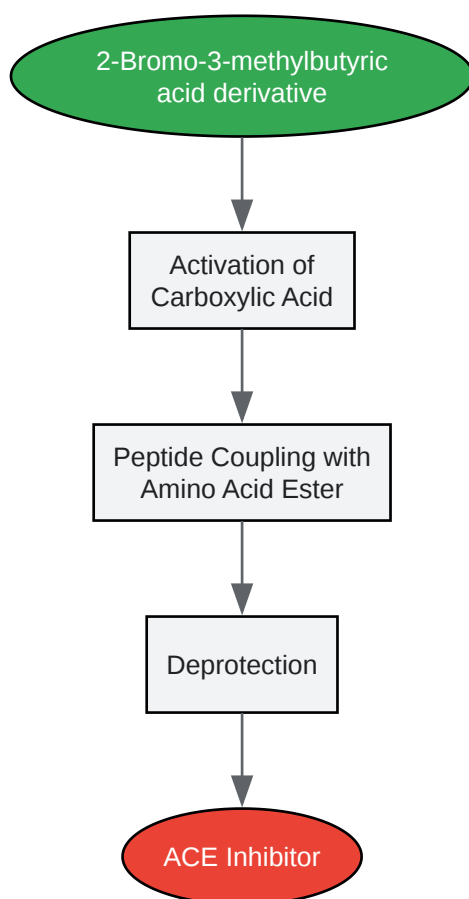 2-Bromo-3-methylbutyric
acid derivative
Activation of
Carboxylic Acid
Peptide Coupling with
Amino Acid Ester
Deprotection
ACE Inhibitor